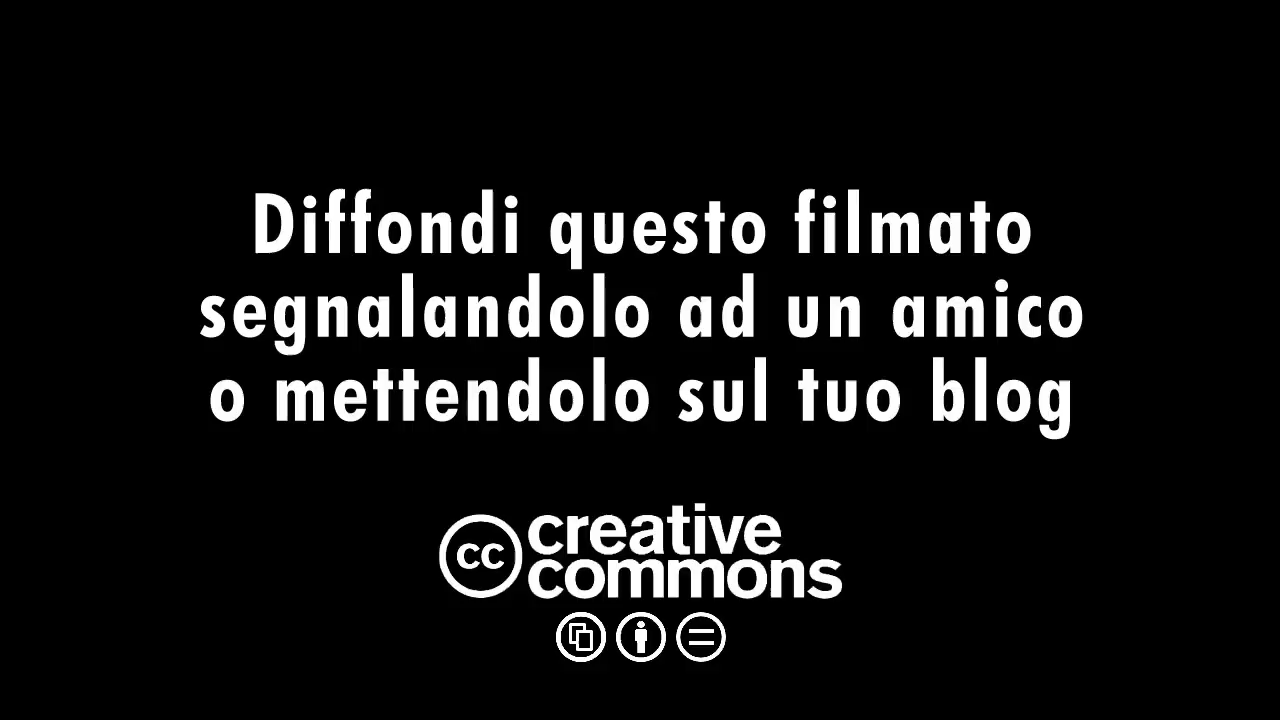 Diffondi questo filmato
segnalandolo ad un amico
o mettendolo sul tuo blog
cc creative
commons